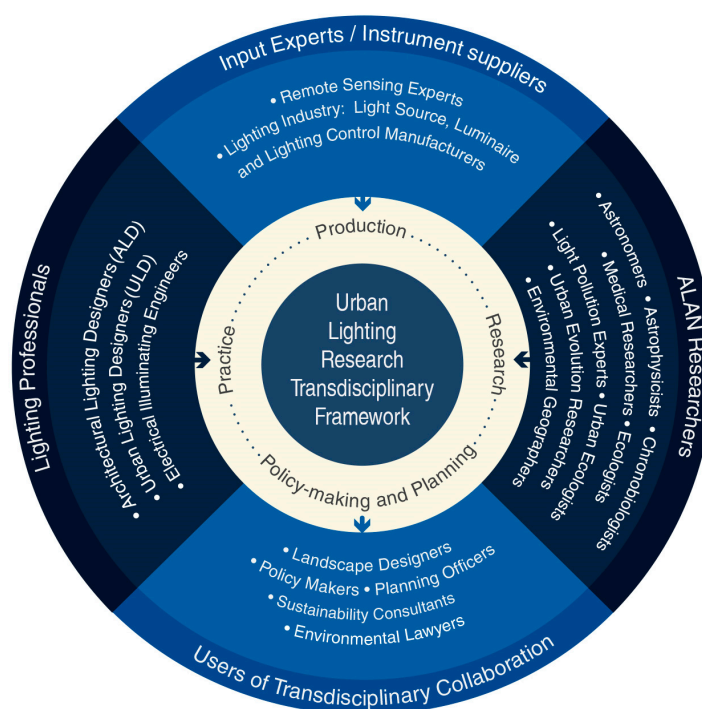 Input Experts / Instrument suppliers
• Remote Sensing Experts
• Lighting Industry: Light Source, Luminaire
and Lighting Control Manufacturers
Production
Lighting Professionals
• Architectural Lighting Designers (ALD)
• Urban Lighting Designers (ULD)
• Electrical Illuminating Engineers
Practice
Urban
Lighting
Research
Transdisciplinary
Framework
Research
ALAN Researchers
• Astronomers • Astrophysicists • Chronobiologists
• Medical Researchers • Ecologists
• Light Pollution Experts • Urban Ecologists
• Urban Evolution Researchers
• Environmental Geographers
Policy-making and Planning
• Landscape Designers
• Policy Makers • Planning Officers
• Sustainability Consultants
• Environmental Lawyers
Users of Transdisciplinary Collaboration